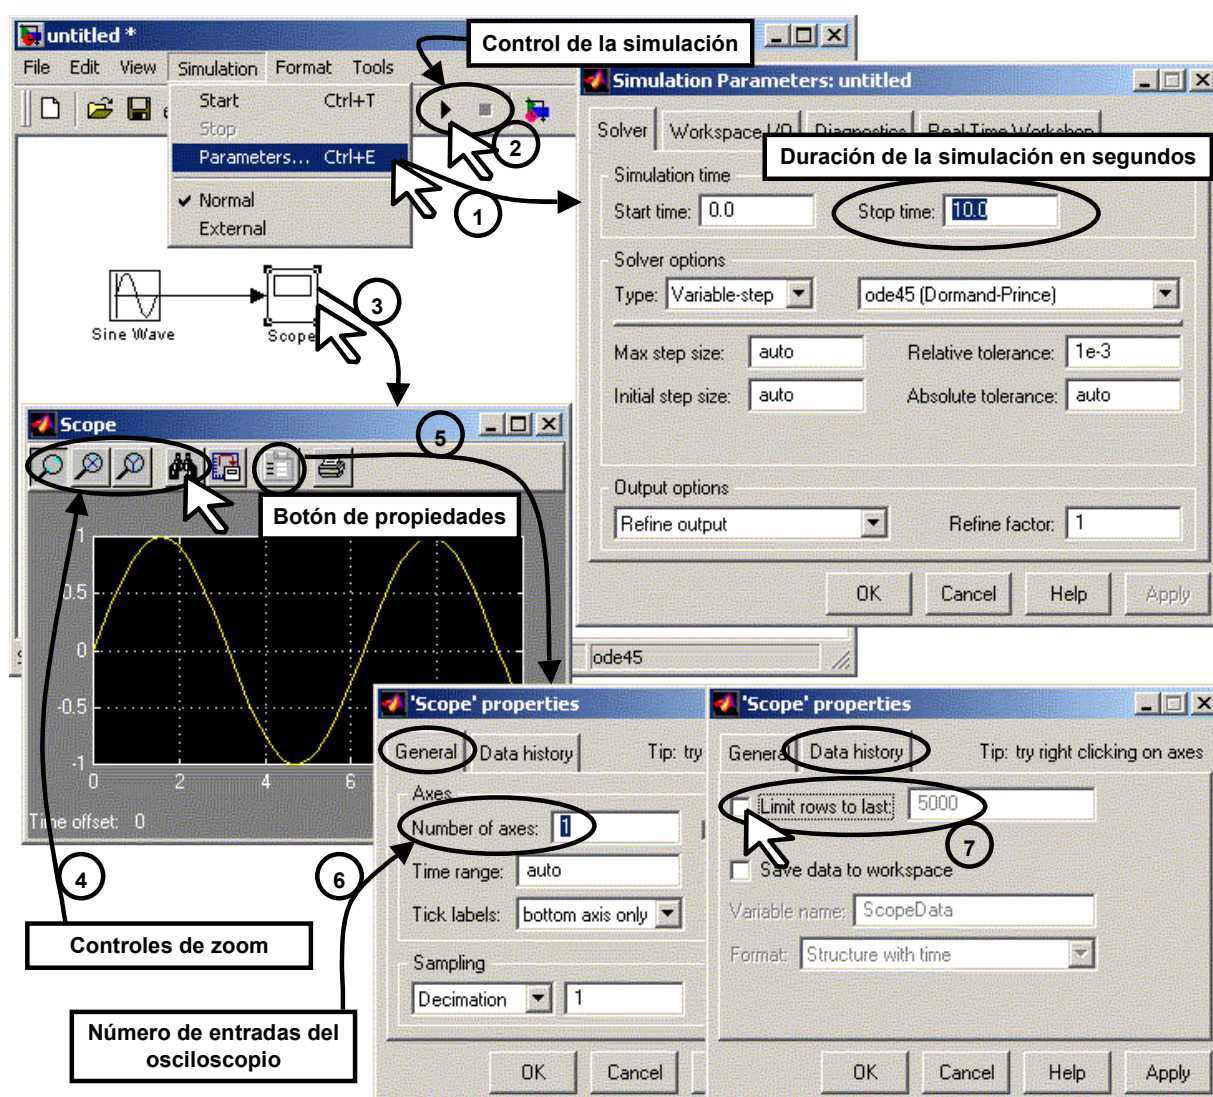 untitled *
File Edit View Simulation Format Tools
Start Ctrl+T
Stop
Parameters... Ctrl+E
Normal
External
Control de la simulación
2
1
Sine Wave
Scope
3
Simulation Parameters: untitled
Solver Workspace I/O Diagnostics Real-Time Workshop
Duración de la simulación en segundos
Simulation time
Start time: 0.0 Stop time: 10.0
Solver options
Type: Variable-step ode45 (Dormand-Prince)
Max step size: auto Relative tolerance: 1e-3
Initial step size: auto Absolute tolerance: auto
Output options
Refine output Refine factor: 1
OK Cancel Help Apply
ode45
Scope
5
Botón de propiedades
1
0.5
0
-0.5
-1
0 2 4 6
Time offset: 0
4
Controles de zoom
6
Número de entradas del
osciloscopio
'Scope' properties
General Data history Tip: try
Axes
Number of axes: 1
Time range: auto
Tick labels: bottom axis only
Sampling
Decimation 1
OK Cancel
'Scope' properties
General Data history Tip: try right clicking on axes
Limit rows to last: 5000
7
Save data to workspace
Variable name: ScopeData
Format: Structure with time
OK Cancel Help Apply